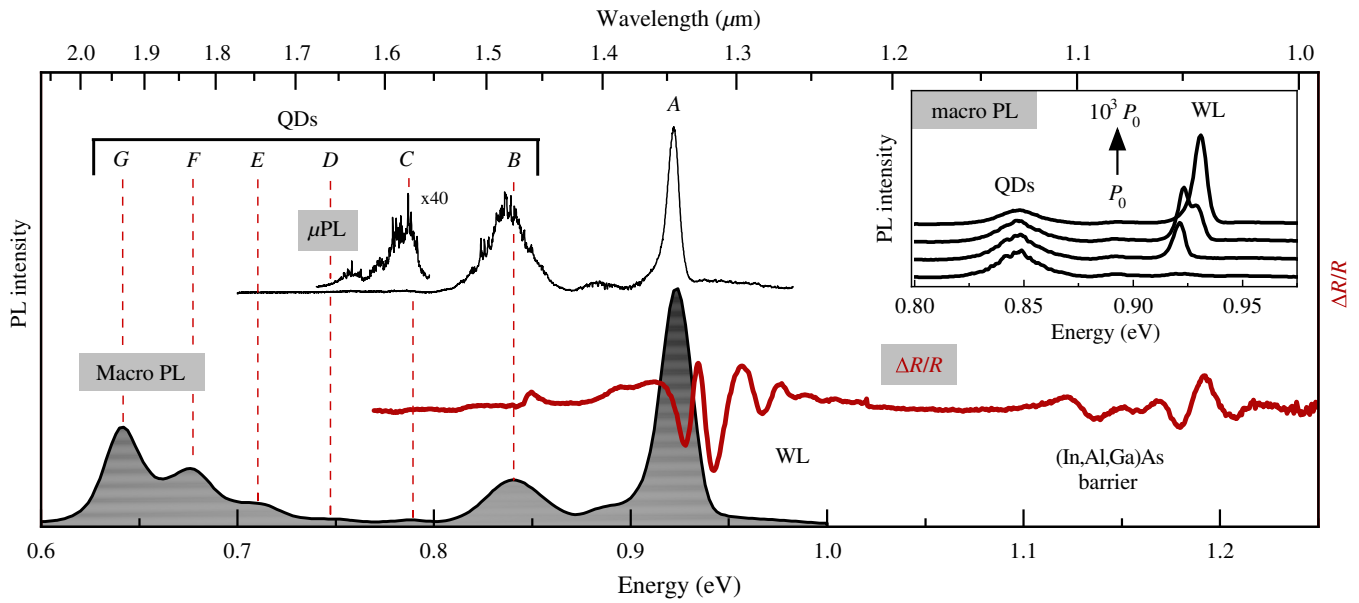 Wavelength (μm)
2.0 1.9 1.8 1.7 1.6 1.5 1.4 1.3 1.2 1.1 1.0
QDs
A
G F E D C B
x40
μPL
Macro PL
PL intensity
ΔR/R
WL
(In,Al,Ga)As
barrier
ΔR/R
0.6 0.7 0.8 0.9 1.0 1.1 1.2
Energy (eV)
macro PL
10³ P₀
WL
QDs
P₀
PL intensity
0.80 0.85 0.90 0.95
Energy (eV)